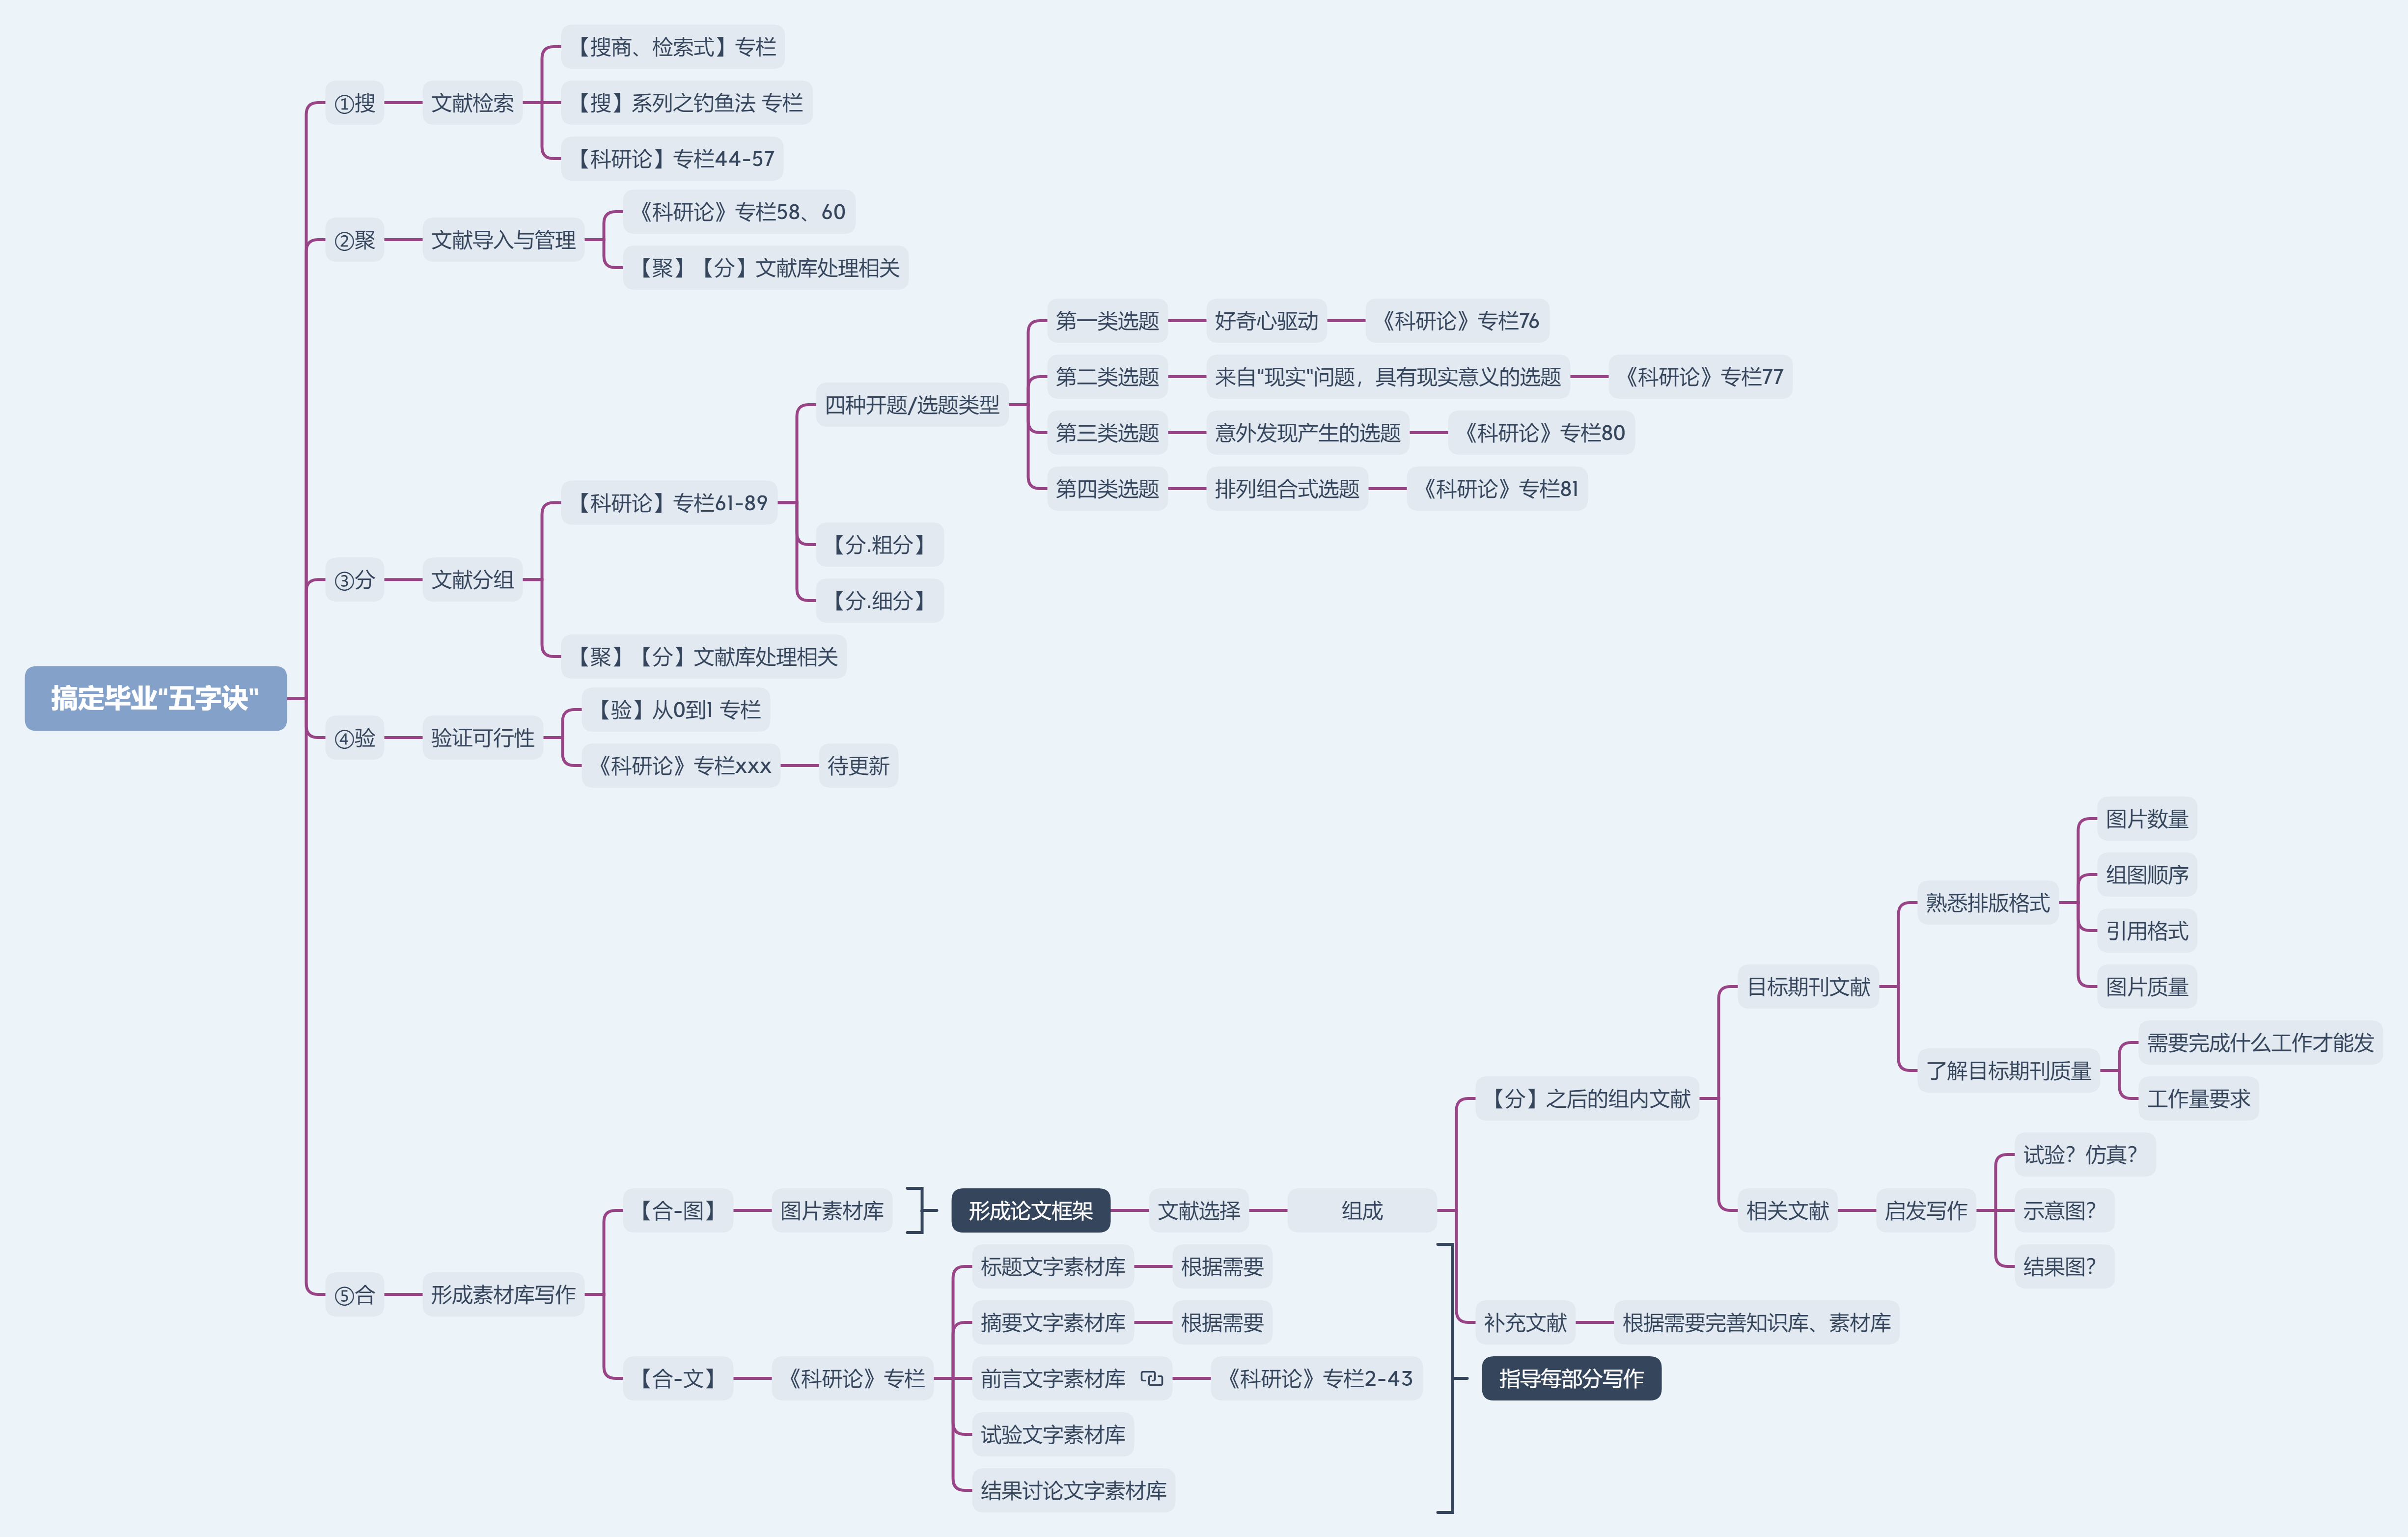 搞定毕业“五字诀"
①搜
文献检索
【搜商、检索式】专栏
【搜】系列之钓鱼法 专栏
【科研论】专栏44-57
②聚
文献导入与管理
《科研论》专栏58、60
【聚】【分】文献库处理相关
③分
文献分组
【科研论】专栏61-89
四种开题/选题类型
第一类选题
好奇心驱动
《科研论》专栏76
第二类选题
来自"现实"问题，具有现实意义的选题
《科研论》专栏77
第三类选题
意外发现产生的选题
《科研论》专栏80
第四类选题
排列组合式选题
《科研论》专栏81
【分.粗分】
【分.细分】
【聚】【分】文献库处理相关
④验
验证可行性
【验】从0到1 专栏
《科研论》专栏xxx
待更新
⑤合
形成素材库写作
【合-图】
图片素材库
形成论文框架
文献选择
组成
【分】之后的组内文献
目标期刊文献
熟悉排版格式
图片数量
组图顺序
引用格式
图片质量
了解目标期刊质量
需要完成什么工作才能发
工作量要求
相关文献
启发写作
试验？仿真？
示意图？
结果图？
补充文献
根据需要完善知识库、素材库
【合-文】
《科研论》专栏
标题文字素材库
根据需要
摘要文字素材库
根据需要
前言文字素材库
《科研论》专栏2-43
试验文字素材库
结果讨论文字素材库
指导每部分写作